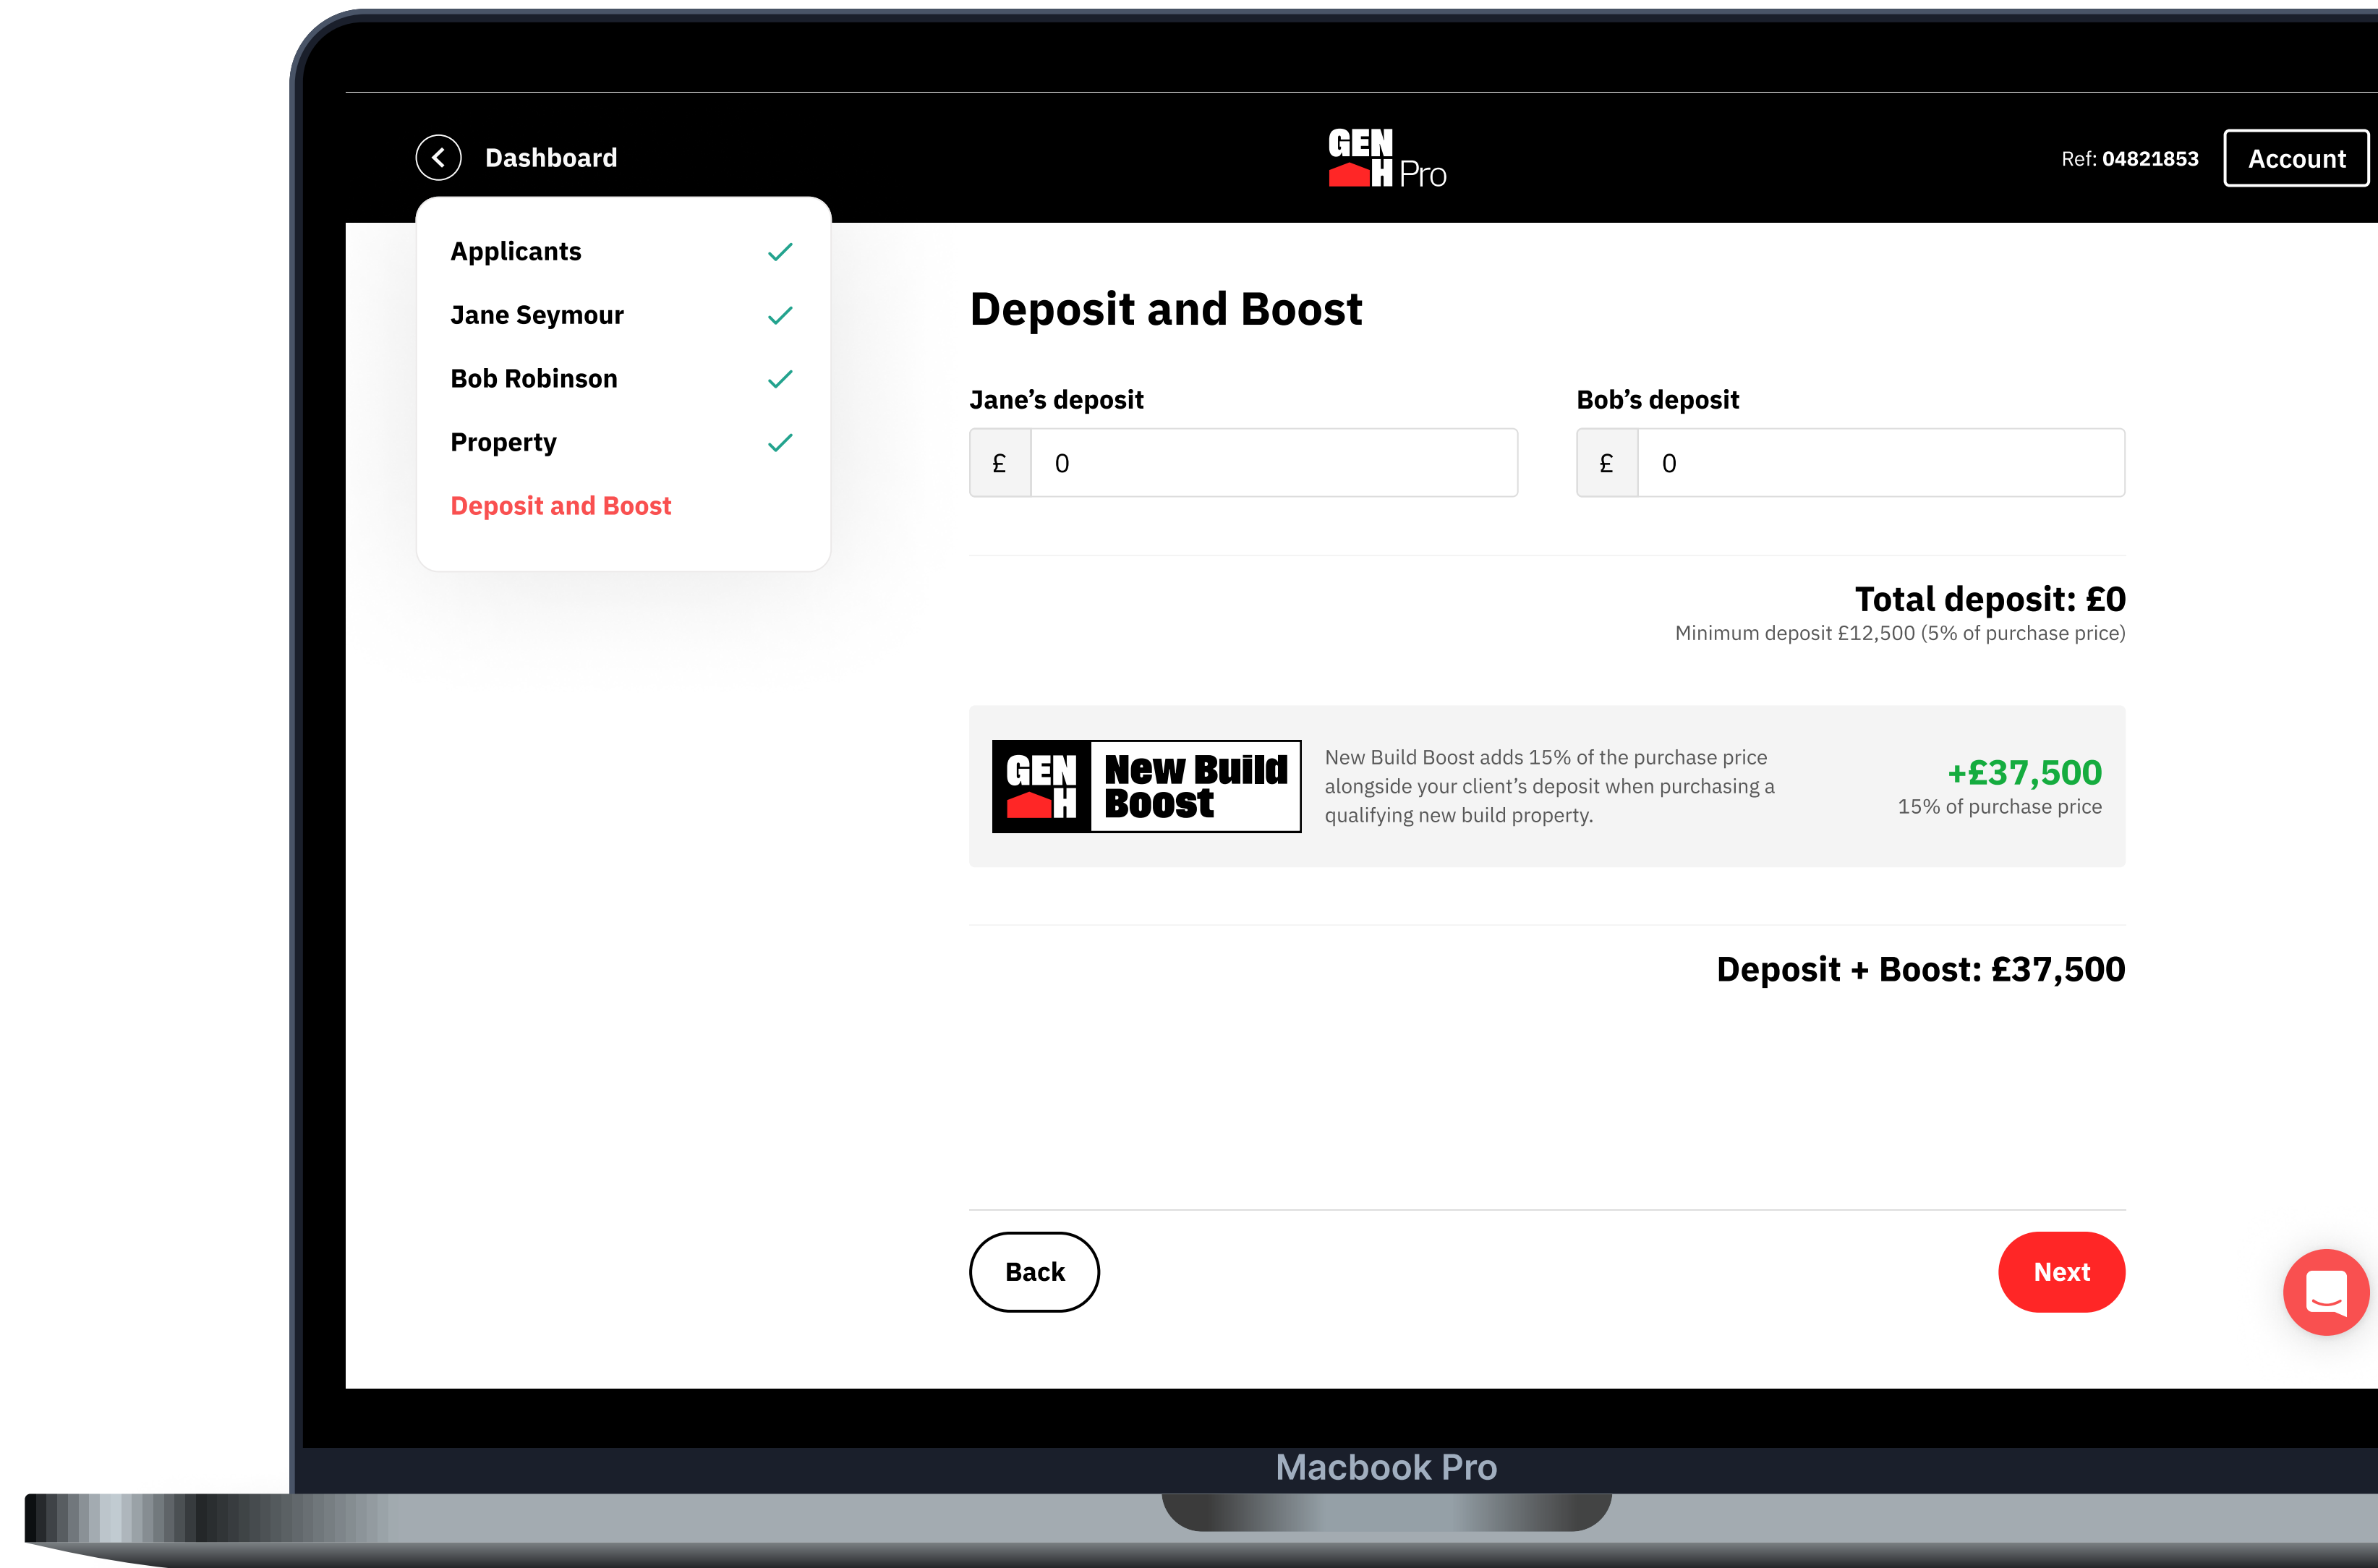 Dashboard
GEN
H Pro
Ref: 04821853
Account
Applicants
Jane Seymour
Bob Robinson
Property
Deposit and Boost
Deposit and Boost
Jane’s deposit
Bob’s deposit
£ 0
£ 0
Total deposit: £0
Minimum deposit £12,500 (5% of purchase price)
GEN
H
New Build
Boost
New Build Boost adds 15% of the purchase price
alongside your client’s deposit when purchasing a
qualifying new build property.
+£37,500
15% of purchase price
Deposit + Boost: £37,500
Back
Next
Macbook Pro